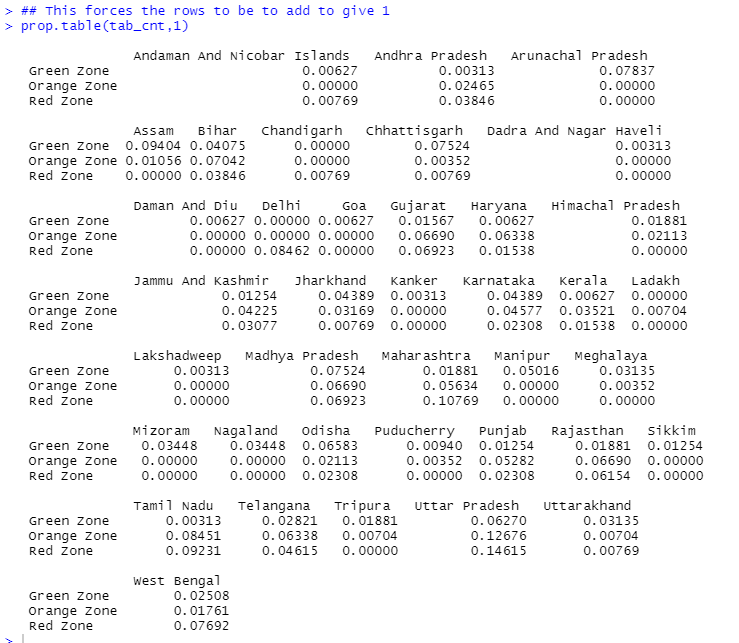 > ## This forces the rows to be to add to give 1
> prop.table(tab_cnt,1)
Andaman And Nicobar Islands Andhra Pradesh Arunachal Pradesh
Green Zone 0.00627 0.00313 0.07837
Orange Zone 0.00000 0.02465 0.00000
Red Zone 0.00769 0.03846 0.00000
Assam Bihar Chandigarh Chhattisgarh Dadra And Nagar Haveli
Green Zone 0.09404 0.04075 0.00000 0.07524 0.00313
Orange Zone 0.01056 0.07042 0.00000 0.00352 0.00000
Red Zone 0.00000 0.03846 0.00769 0.00769 0.00000
Daman And Diu Delhi Goa Gujarat Haryana Himachal Pradesh
Green Zone 0.00627 0.00000 0.00627 0.01567 0.00627 0.01881
Orange Zone 0.00000 0.00000 0.00000 0.06690 0.06338 0.02113
Red Zone 0.00000 0.08462 0.00000 0.06923 0.01538 0.00000
Jammu And Kashmir Jharkhand Kanker Karnataka Kerala Ladakh
Green Zone 0.01254 0.04389 0.00313 0.04389 0.00627 0.00000
Orange Zone 0.04225 0.03169 0.00000 0.04577 0.03521 0.00704
Red Zone 0.03077 0.00769 0.00000 0.02308 0.01538 0.00000
Lakshadweep Madhya Pradesh Maharashtra Manipur Meghalaya
Green Zone 0.00313 0.07524 0.01881 0.05016 0.03135
Orange Zone 0.00000 0.06690 0.05634 0.00000 0.00352
Red Zone 0.00000 0.06923 0.10769 0.00000 0.00000
Mizoram Nagaland Odisha Puducherry Punjab Rajasthan Sikkim
Green Zone 0.03448 0.03448 0.06583 0.00940 0.01254 0.01881 0.01254
Orange Zone 0.00000 0.00000 0.02113 0.00352 0.05282 0.06690 0.00000
Red Zone 0.00000 0.00000 0.02308 0.00000 0.02308 0.06154 0.00000
Tamil Nadu Telangana Tripura Uttar Pradesh Uttarakhand
Green Zone 0.00313 0.02821 0.01881 0.06270 0.03135
Orange Zone 0.08451 0.06338 0.00704 0.12676 0.00704
Red Zone 0.09231 0.04615 0.00000 0.14615 0.00769
West Bengal
Green Zone 0.02508
Orange Zone 0.01761
Red Zone 0.07692
>